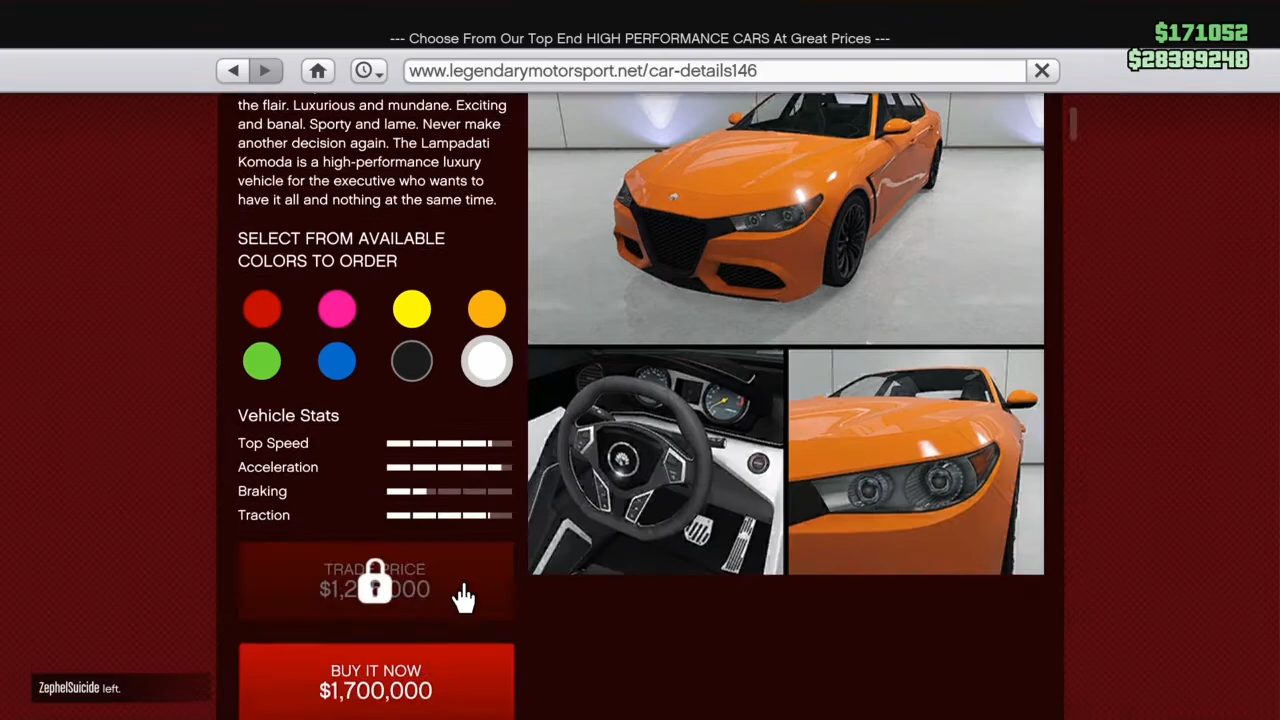 --- Choose From Our Top End HIGH PERFORMANCE CARS At Great Prices ---
$171052
$28389248
www.legendarymotorsport.net/car-details146
the flair. Luxurious and mundane. Exciting
and banal. Sporty and lame. Never make
another decision again. The Lampadati
Komoda is a high-performance luxury
vehicle for the executive who wants to
have it all and nothing at the same time.
SELECT FROM AVAILABLE
COLORS TO ORDER
Vehicle Stats
Top Speed
Acceleration
Braking
Traction
TRADE PRICE
BUY IT NOW
$1,700,000
ZephelSuicide left.